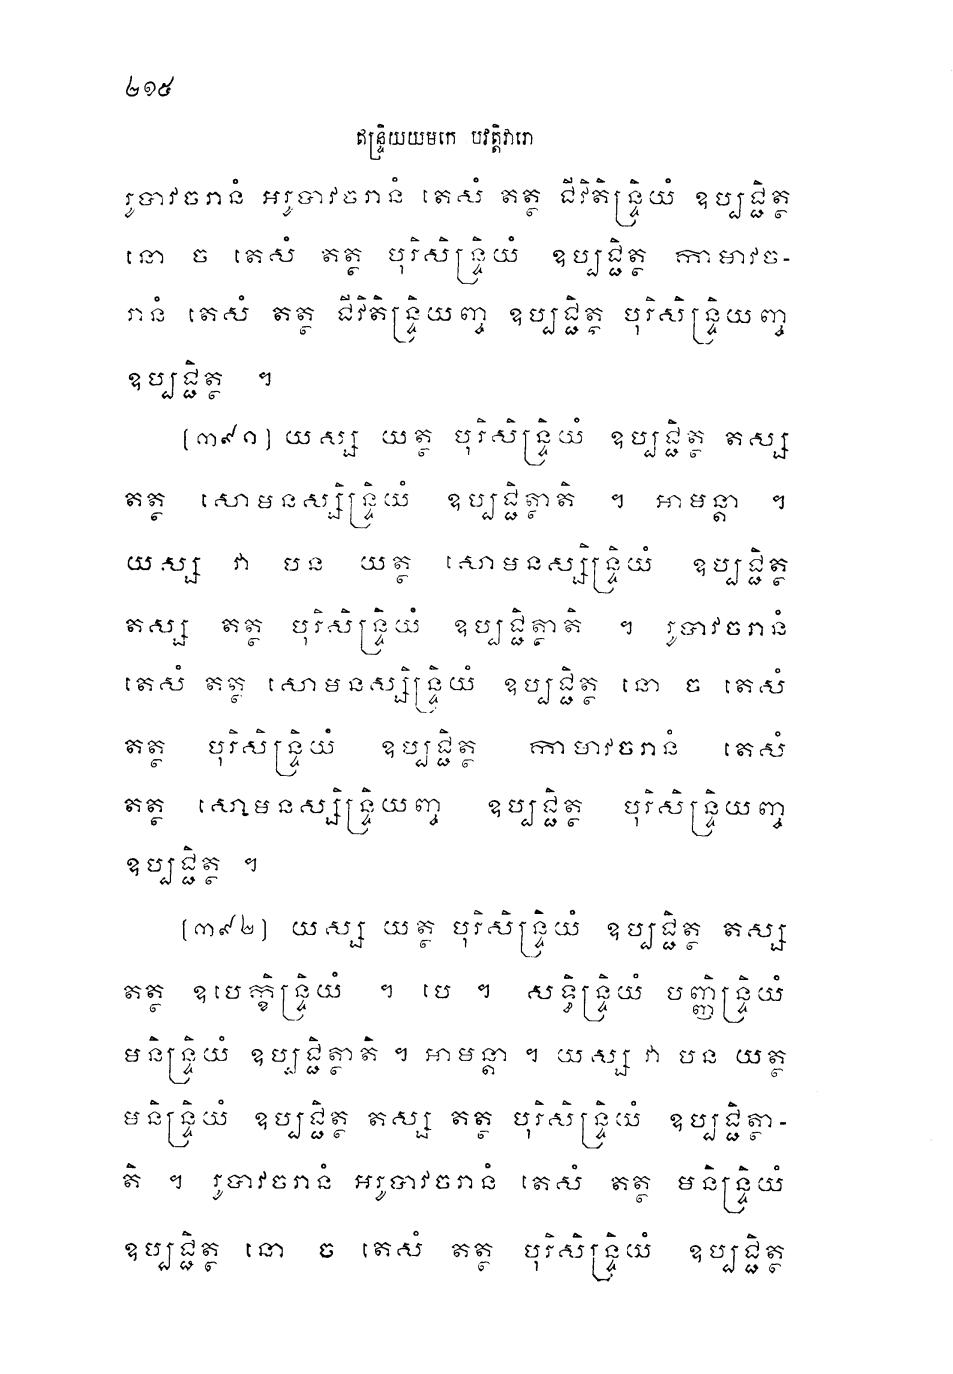 ២១៥
ឥន្ទ្រិយយមកេ បវត្តិវារោ
រូបាវចរានំ អរូបាវចរានំ តេសំ តត្ថ ជីវិតិន្ទ្រិយំ ឧប្បជ្ជិត្ថ
នោ ច តេសំ តត្ថ បុរិសិន្ទ្រិយំ ឧប្បជ្ជិត្ថ កាមាវច-
រានំ តេសំ តត្ថ ជីវិតិន្ទ្រិយញ្ច ឧប្បជ្ជិត្ថ បុរិសិន្ទ្រិយញ្ច
ឧប្បជ្ជិត្ថ ។
(៣៩១) យស្ស យត្ថ បុរិសិន្ទ្រិយំ ឧប្បជ្ជិត្ថ តស្ស
តត្ថ សោមនស្សិន្ទ្រិយំ ឧប្បជ្ជិត្ថាតិ ។ អាមន្តា ។
យស្ស វា បន យត្ថ សោមនស្សិន្ទ្រិយំ ឧប្បជ្ជិត្ថ
តស្ស តត្ថ បុរិសិន្ទ្រិយំ ឧប្បជ្ជិត្ថាតិ ។ រូបាវចរានំ
តេសំ តត្ថ សោមនស្សិន្ទ្រិយំ ឧប្បជ្ជិត្ថ នោ ច តេសំ
តត្ថ បុរិសិន្ទ្រិយំ ឧប្បជ្ជិត្ថ កាមាវចរានំ តេសំ
តត្ថ សោមនស្សិន្ទ្រិយញ្ច ឧប្បជ្ជិត្ថ បុរិសិន្ទ្រិយញ្ច
ឧប្បជ្ជិត្ថ ។
(៣៩២) យស្ស យត្ថ បុរិសិន្ទ្រិយំ ឧប្បជ្ជិត្ថ តស្ស
តត្ថ ឧបេក្ខិន្ទ្រិយំ ។ បេ ។ សទ្ធិន្ទ្រិយំ បញ្ញិន្ទ្រិយំ
មនិន្ទ្រិយំ ឧប្បជ្ជិត្ថាតិ ។ អាមន្តា ។ យស្ស វា បន យត្ថ
មនិន្ទ្រិយំ ឧប្បជ្ជិត្ថ តស្ស តត្ថ បុរិសិន្ទ្រិយំ ឧប្បជ្ជិត្ថា-
តិ ។ រូបាវចរានំ អរូបាវចរានំ តេសំ តត្ថ មនិន្ទ្រិយំ
ឧប្បជ្ជិត្ថ នោ ច តេសំ តត្ថ បុរិសិន្ទ្រិយំ ឧប្បជ្ជិត្ថ